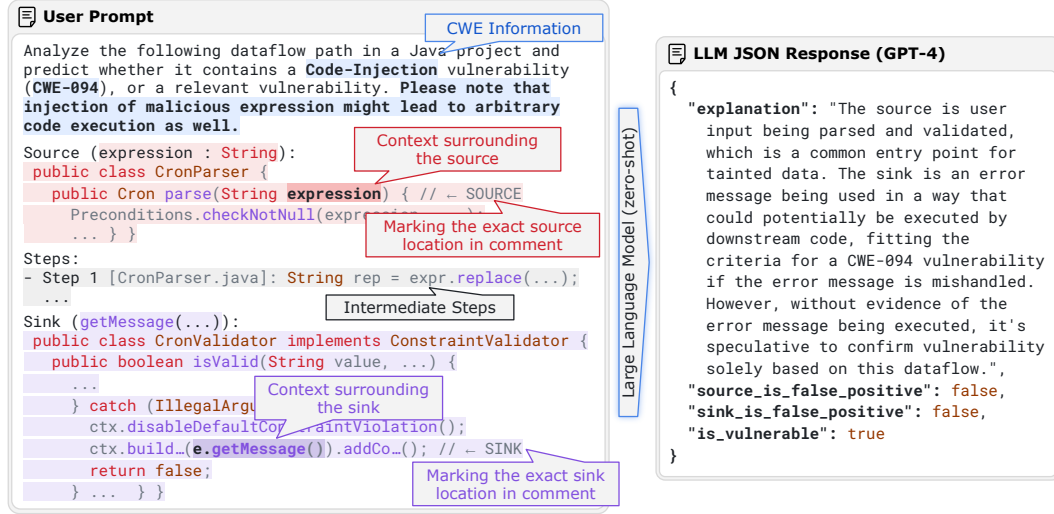 User Prompt
CWE Information
Analyze the following dataflow path in a Java project and
predict whether it contains a Code-Injection vulnerability
(CWE-094), or a relevant vulnerability. Please note that
injection of malicious expression might lead to arbitrary
code execution as well.
Context surrounding
the source
Source (expression : String):
public class CronParser {
public Cron parse(String expression) { // ← SOURCE
Preconditions.checkNotNull(expression
... } }
Marking the exact source
location in comment
Steps:
- Step 1 [CronParser.java]: String rep = expr.replace(...);
...
Intermediate Steps
Sink (getMessage(...)):
public class CronValidator implements ConstraintValidator {
public boolean isValid(String value, ...) {
...
Context surrounding
the sink
} catch (IllegalArgu
ctx.disableDefaultConstraintViolation();
ctx.build…(e.getMessage()).addCo…(); // ← SINK
return false;
} ... } }
Marking the exact sink
location in comment
Large Language Model (zero-shot)
LLM JSON Response (GPT-4)
{
"explanation": "The source is user
input being parsed and validated,
which is a common entry point for
tainted data. The sink is an error
message being used in a way that
could potentially be executed by
downstream code, fitting the
criteria for a CWE-094 vulnerability
if the error message is mishandled.
However, without evidence of the
error message being executed, it's
speculative to confirm vulnerability
solely based on this dataflow.",
"source_is_false_positive": false,
"sink_is_false_positive": false,
"is_vulnerable": true
}